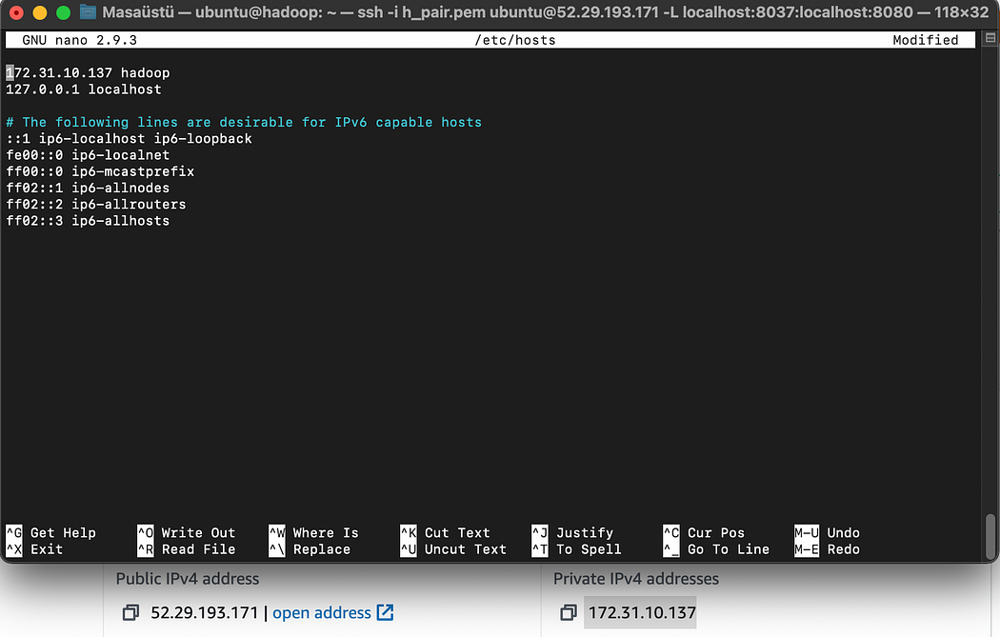 Masaüstü — ubuntu@hadoop: ~ — ssh -i h_pair.pem ubuntu@52.29.193.171 -L localhost:8037:localhost:8080 — 118×32
GNU nano 2.9.3 /etc/hosts Modified
172.31.10.137 hadoop
127.0.0.1 localhost
# The following lines are desirable for IPv6 capable hosts
::1 ip6-localhost ip6-loopback
fe00::0 ip6-localnet
ff00::0 ip6-mcastprefix
ff02::1 ip6-allnodes
ff02::2 ip6-allrouters
ff02::3 ip6-allhosts
^G Get Help ^O Write Out ^W Where Is ^K Cut Text ^J Justify ^C Cur Pos M-U Undo
^X Exit ^R Read File ^\ Replace ^U Uncut Text ^T To Spell ^_ Go To Line M-E Redo
Public IPv4 address Private IPv4 addresses
52.29.193.171 | open address 172.31.10.137